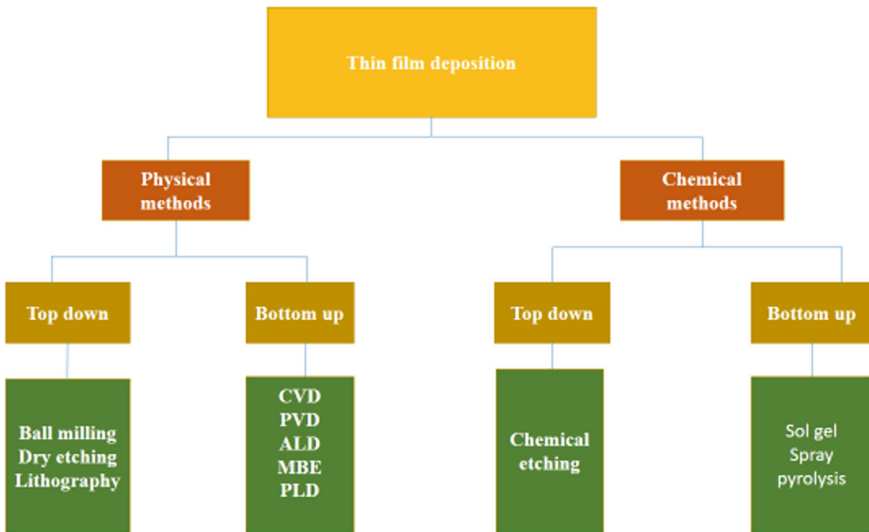 Thin film deposition
Physical
methods
Chemical
methods
Top down
Bottom up
Top down
Bottom up
Ball milling
Dry etching
Lithography
CVD
PVD
ALD
MBE
PLD
Chemical
etching
Sol gel
Spray
pyrolysis